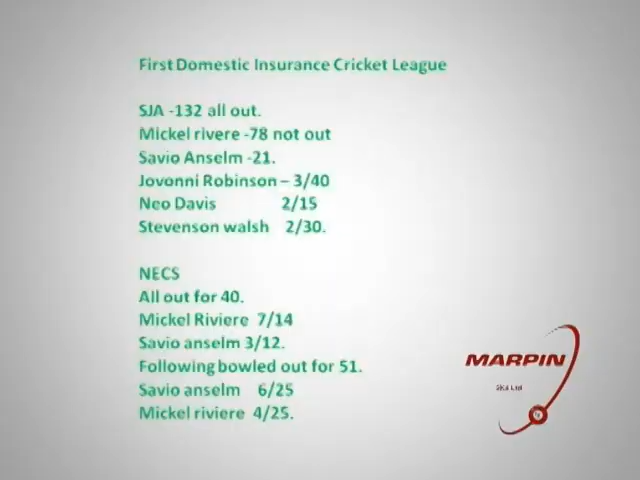 First Domestic Insurance Cricket League
SJA -132 all out.
Mickel rivere -78 not out
Savio Anselm -21.
Jovonni Robinson – 3/40
Neo Davis 2/15
Stevenson walsh 2/30.
NECS
All out for 40.
Mickel Riviere 7/14
Savio anselm 3/12.
Following bowled out for 51.
Savio anselm 6/25
Mickel riviere 4/25.
MARPIN
2K4 Ltd